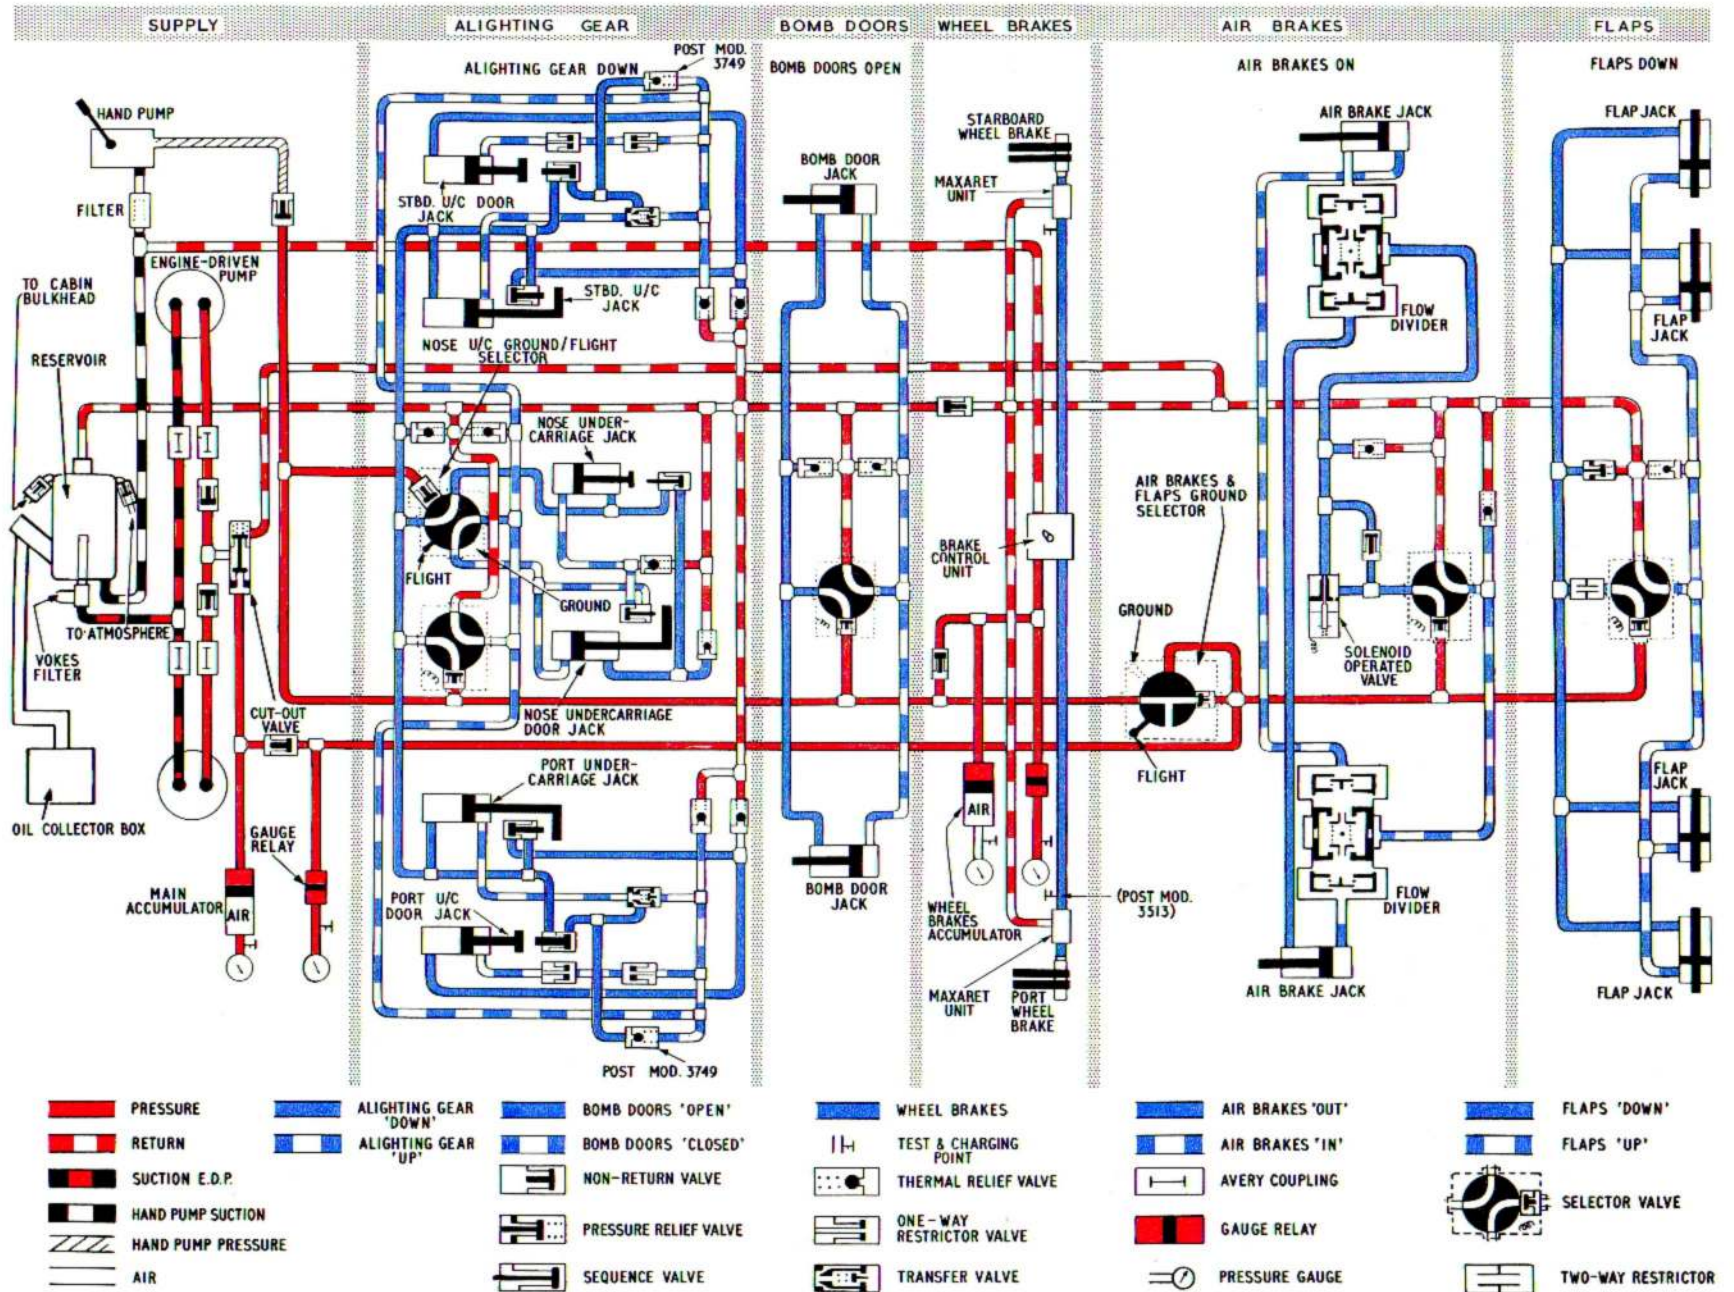 SUPPLY
ALIGHTING GEAR
BOMB DOORS
WHEEL BRAKES
AIR BRAKES
FLAPS
HAND PUMP
FILTER
ENGINE-DRIVEN
PUMP
TO CABIN
BULKHEAD
RESERVOIR
TO ATMOSPHERE
VOKES
FILTER
CUT-OUT
VALVE
OIL COLLECTOR BOX
GAUGE
RELAY
MAIN
ACCUMULATOR
AIR
ALIGHTING GEAR DOWN
POST MOD.
3749
STBD. U/C DOOR
JACK
STBD. U/C
JACK
NOSE U/C GROUND/FLIGHT
SELECTOR
NOSE UNDER-
CARRIAGE JACK
FLIGHT
GROUND
NOSE UNDERCARRIAGE
DOOR JACK
PORT UNDER-
CARRIAGE JACK
PORT U/C
DOOR JACK
POST MOD. 3749
BOMB DOORS OPEN
BOMB DOOR
JACK
BOMB DOOR
JACK
STARBOARD
WHEEL BRAKE
MAXARET
UNIT
BRAKE
CONTROL
UNIT
AIR
WHEEL
BRAKES
ACCUMULATOR
MAXARET
UNIT
PORT
WHEEL
BRAKE
(POST MOD.
3513)
AIR BRAKES ON
AIR BRAKE JACK
FLOW
DIVIDER
AIR BRAKES &
FLAPS GROUND
SELECTOR
GROUND
FLIGHT
SOLENOID
OPERATED
VALVE
FLOW
DIVIDER
AIR BRAKE JACK
FLAPS DOWN
FLAP JACK
FLAP
JACK
FLAP
JACK
FLAP JACK
PRESSURE
RETURN
SUCTION E.D.P.
HAND PUMP SUCTION
HAND PUMP PRESSURE
AIR
ALIGHTING GEAR
'DOWN'
ALIGHTING GEAR
'UP'
BOMB DOORS 'OPEN'
BOMB DOORS 'CLOSED'
NON-RETURN VALVE
PRESSURE RELIEF VALVE
SEQUENCE VALVE
WHEEL BRAKES
TEST & CHARGING
POINT
THERMAL RELIEF VALVE
ONE-WAY
RESTRICTOR VALVE
TRANSFER VALVE
AIR BRAKES 'OUT'
AIR BRAKES 'IN'
AVERY COUPLING
GAUGE RELAY
PRESSURE GAUGE
FLAPS 'DOWN'
FLAPS 'UP'
SELECTOR VALVE
TWO-WAY RESTRICTOR